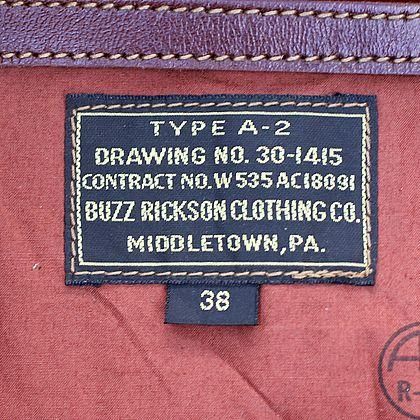 TYPE A-2
DRAWING NO. 30-1415
CONTRACT NO. W 535 AC18091
BUZZ RICKSON CLOTHING CO.
MIDDLETOWN, PA.
38